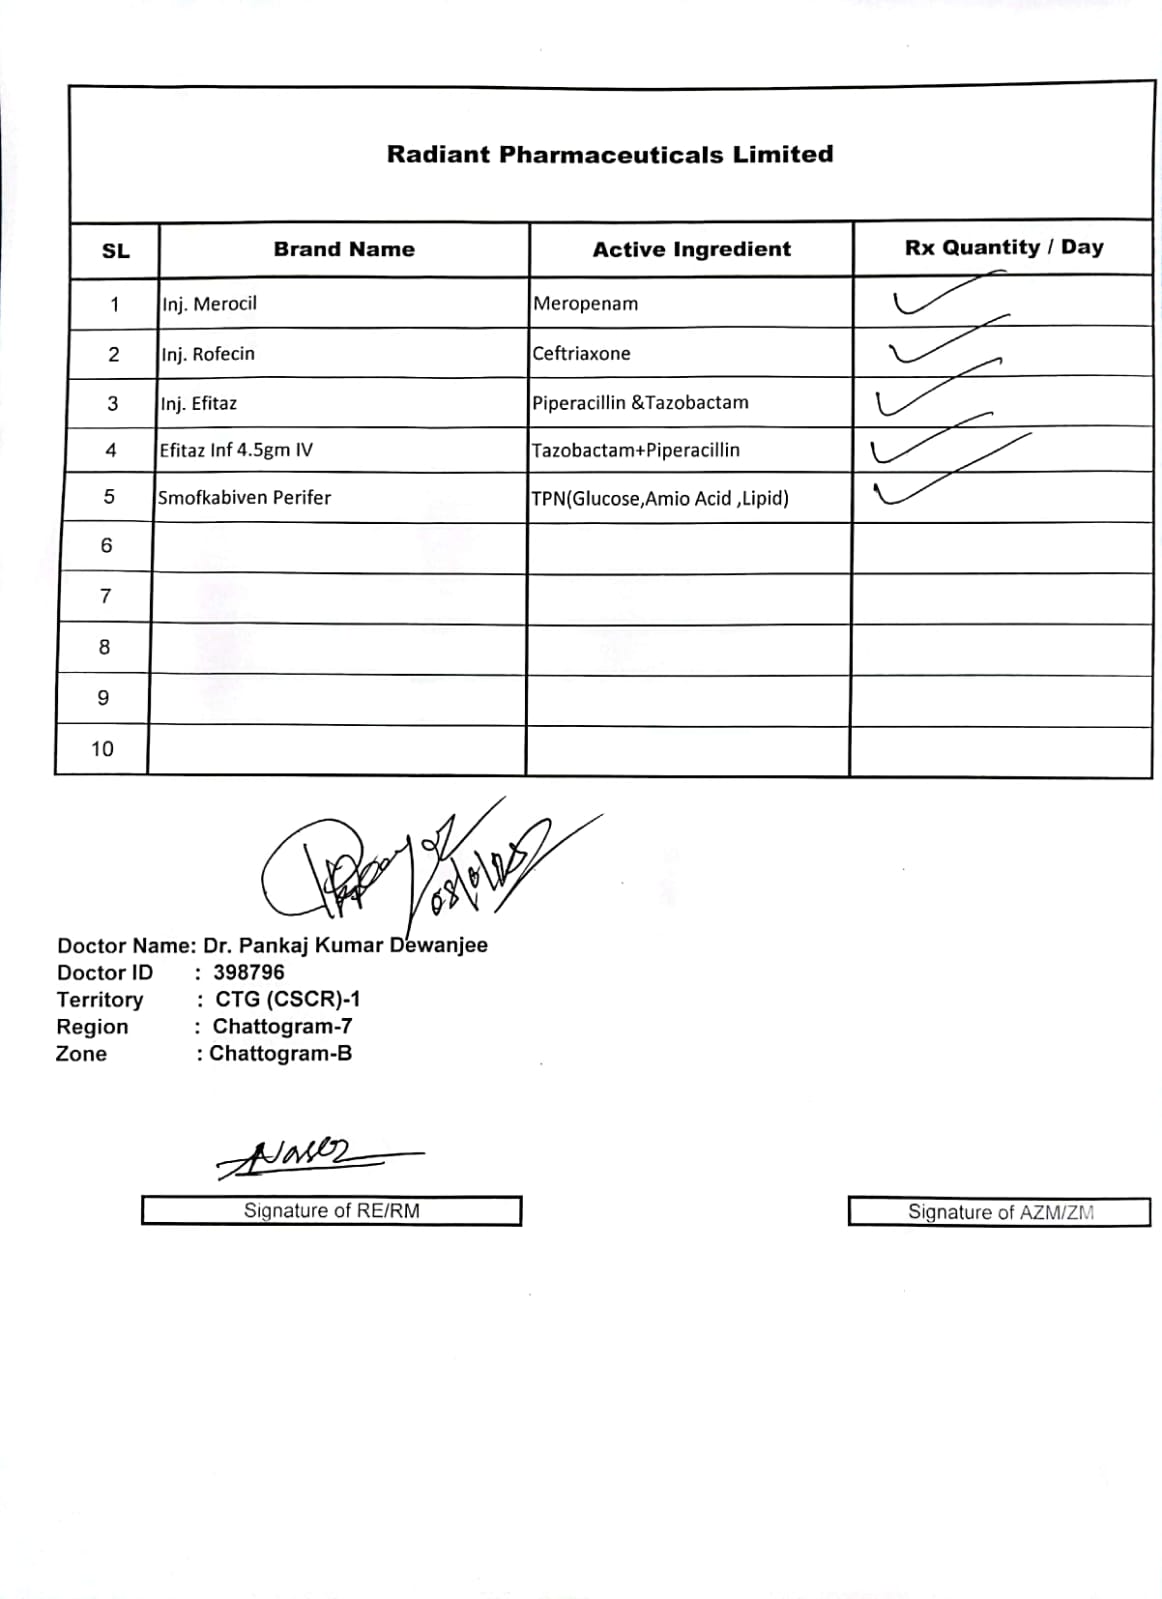 Radiant Pharmaceuticals Limited
SL Brand Name Active Ingredient Rx Quantity / Day
1 Inj. Merocil Meropenam ✓
2 Inj. Rofecin Ceftriaxone ✓
3 Inj. Efitaz Piperacillin &Tazobactam ✓
4 Efitaz Inf 4.5gm IV Tazobactam+Piperacillin ✓
5 Smofkabiven Perifer TPN(Glucose,Amio Acid ,Lipid) ✓
6
7
8
9
10
Doctor Name: Dr. Pankaj Kumar Dewanjee
Doctor ID : 398796
Territory : CTG (CSCR)-1
Region : Chattogram-7
Zone : Chattogram-B
Naser
Signature of RE/RM Signature of AZM/ZM